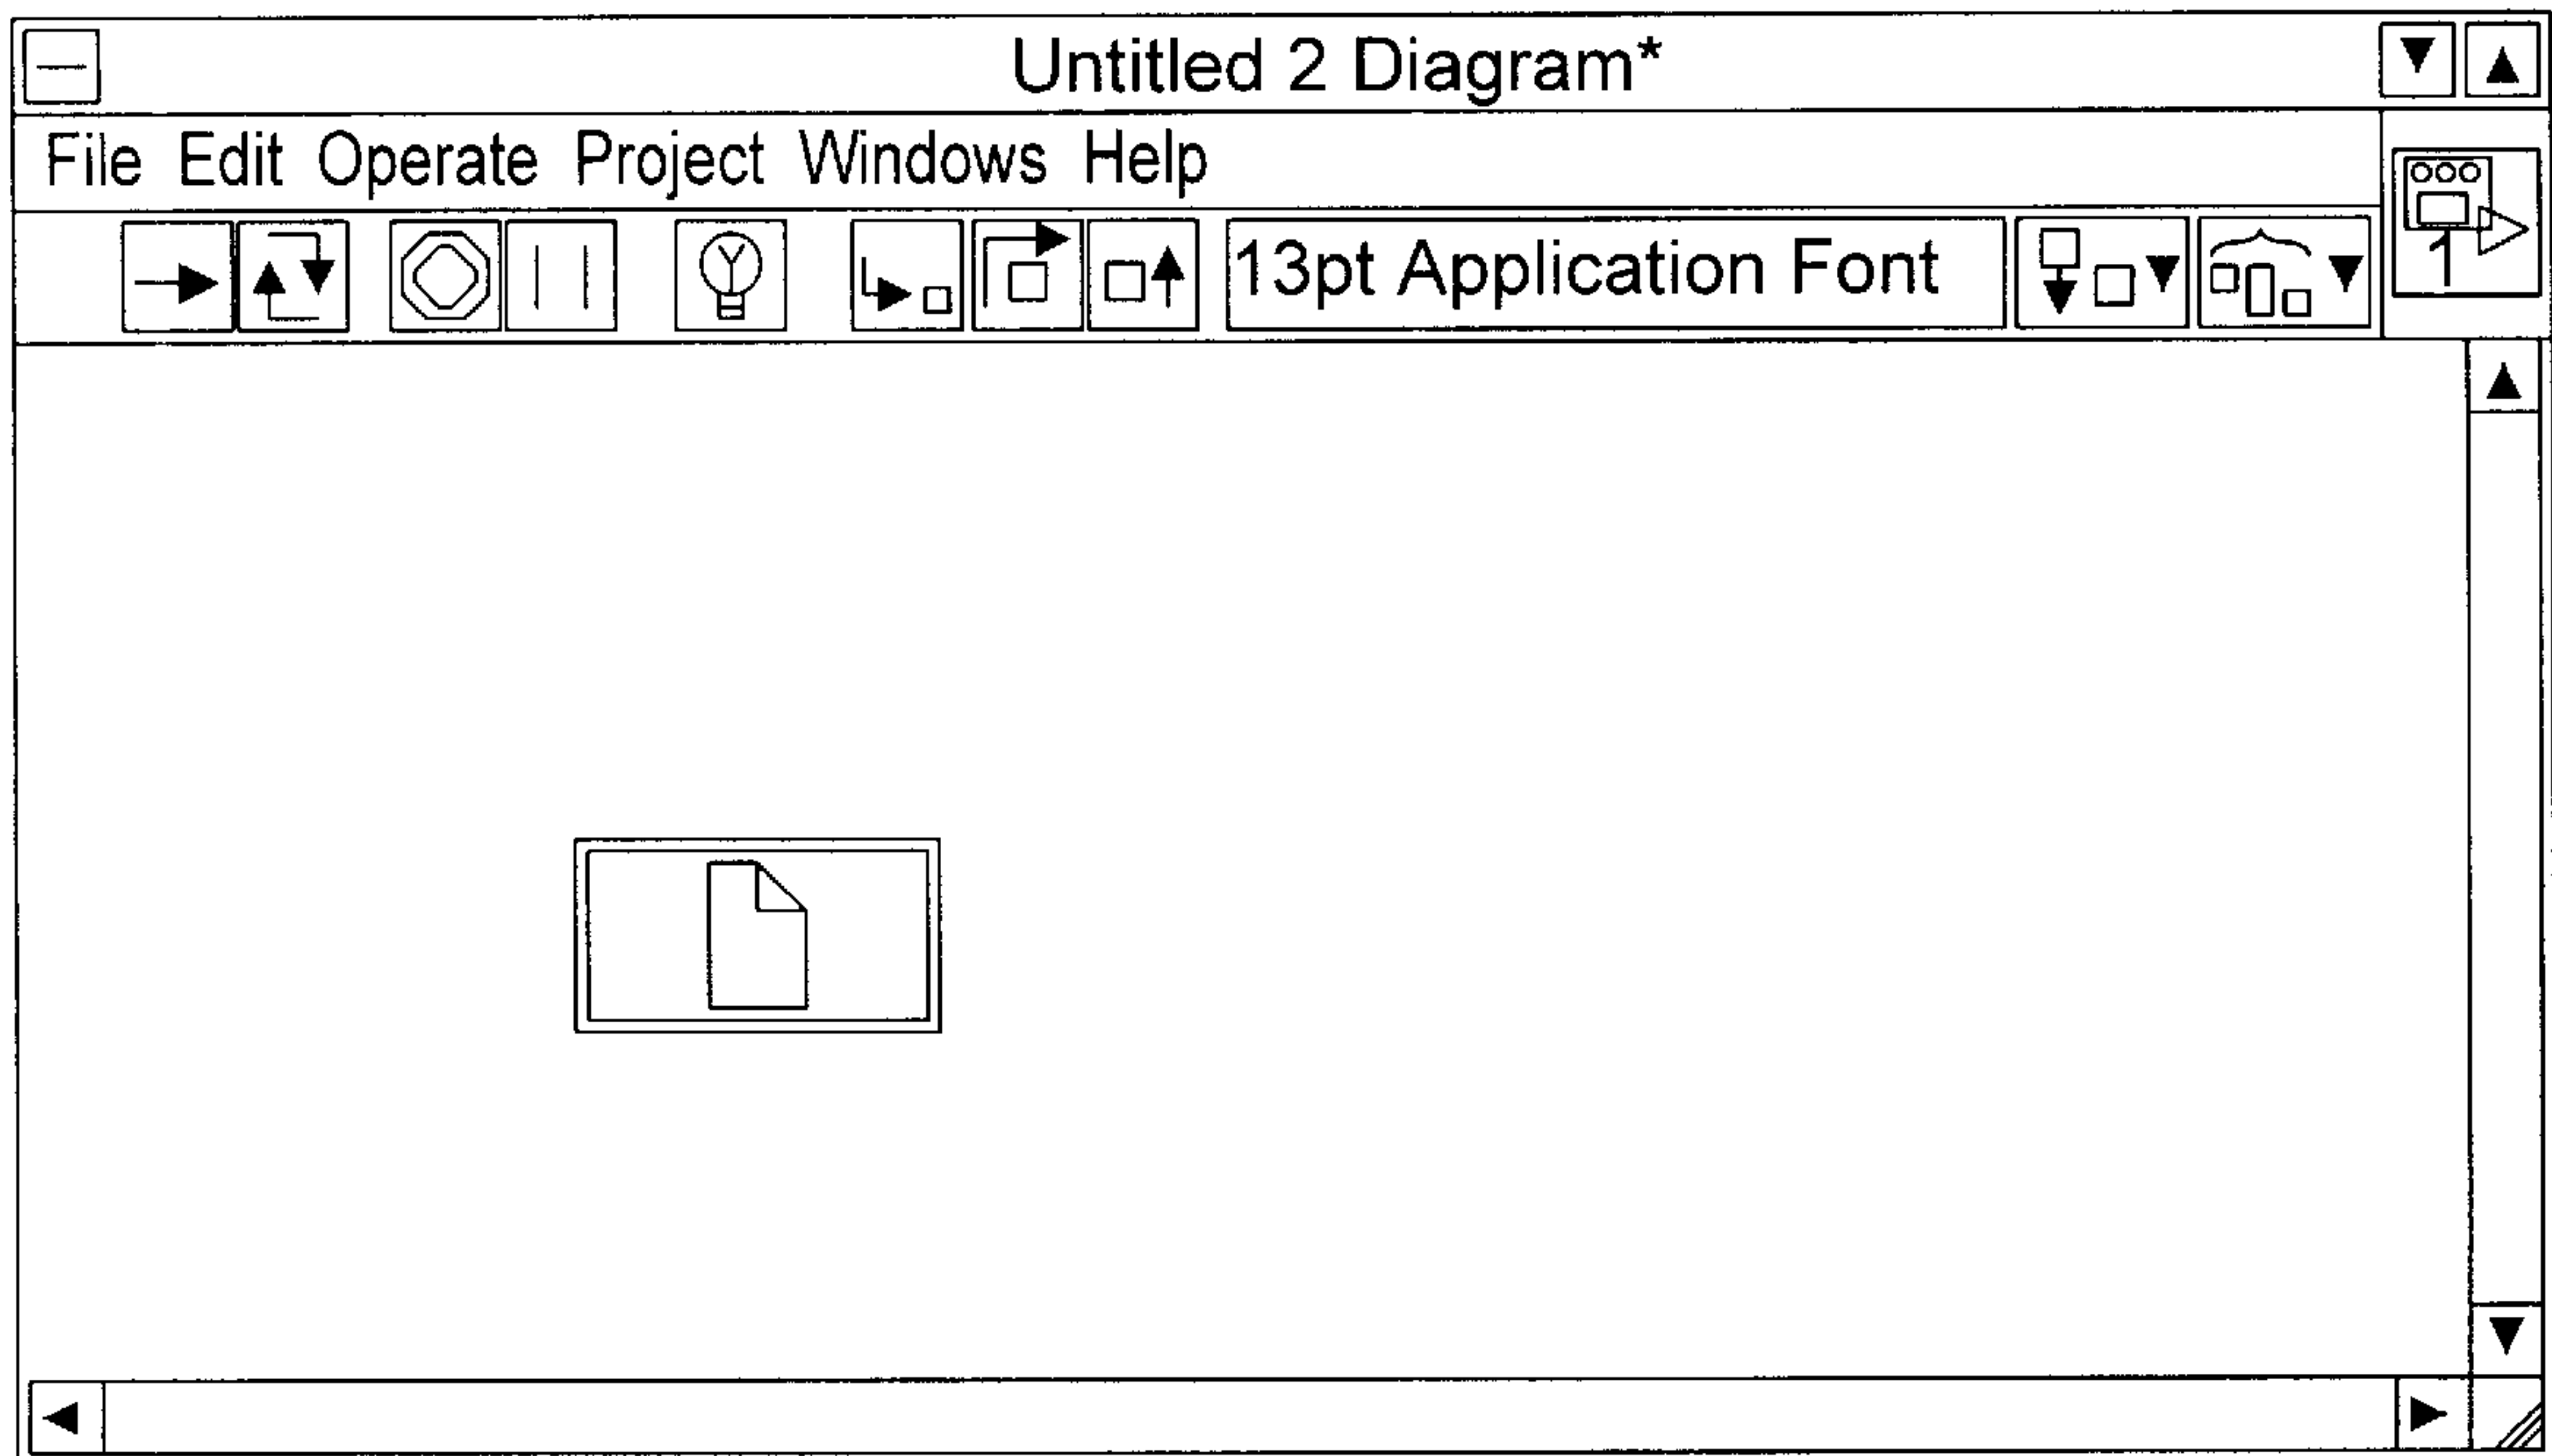 Untitled 2 Diagram*
File Edit Operate Project Windows Help
13pt Application Font
1